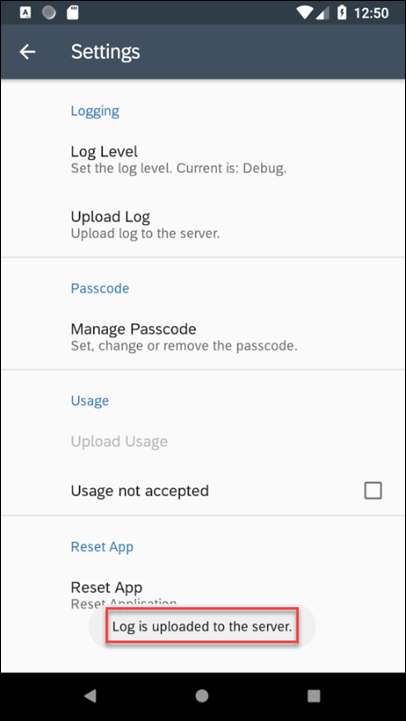 A 12:50
Settings
Logging
Log Level
Set the log level. Current is: Debug.
Upload Log
Upload log to the server.
Passcode
Manage Passcode
Set, change or remove the passcode.
Usage
Upload Usage
Usage not accepted
Reset App
Reset App
Reset Application.
Log is uploaded to the server.